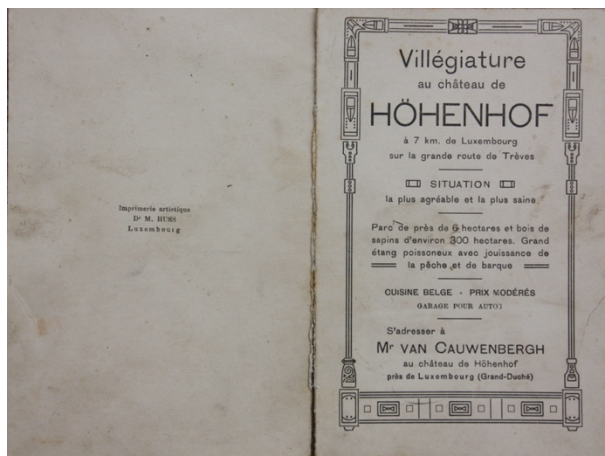 Imprimerie artistique
Dr M. HUSS
Luxembourg
Villégiature
au château de
HÖHENHOF
à 7 km. de Luxembourg
sur la grande route de Trèves
SITUATION
la plus agréable et la plus saine
Parc de près de 6 hectares et bois de
sapins d'environ 300 hectares. Grand
étang poissoneux avec jouissance de
la pêche et de barque
CUISINE BELGE - PRIX MODÉRÉS
GARAGE POUR AUTOS
S'adresser à
Mr VAN CAUWENBERGH
au château de Höhenhof
près de Luxembourg (Grand-Duché)